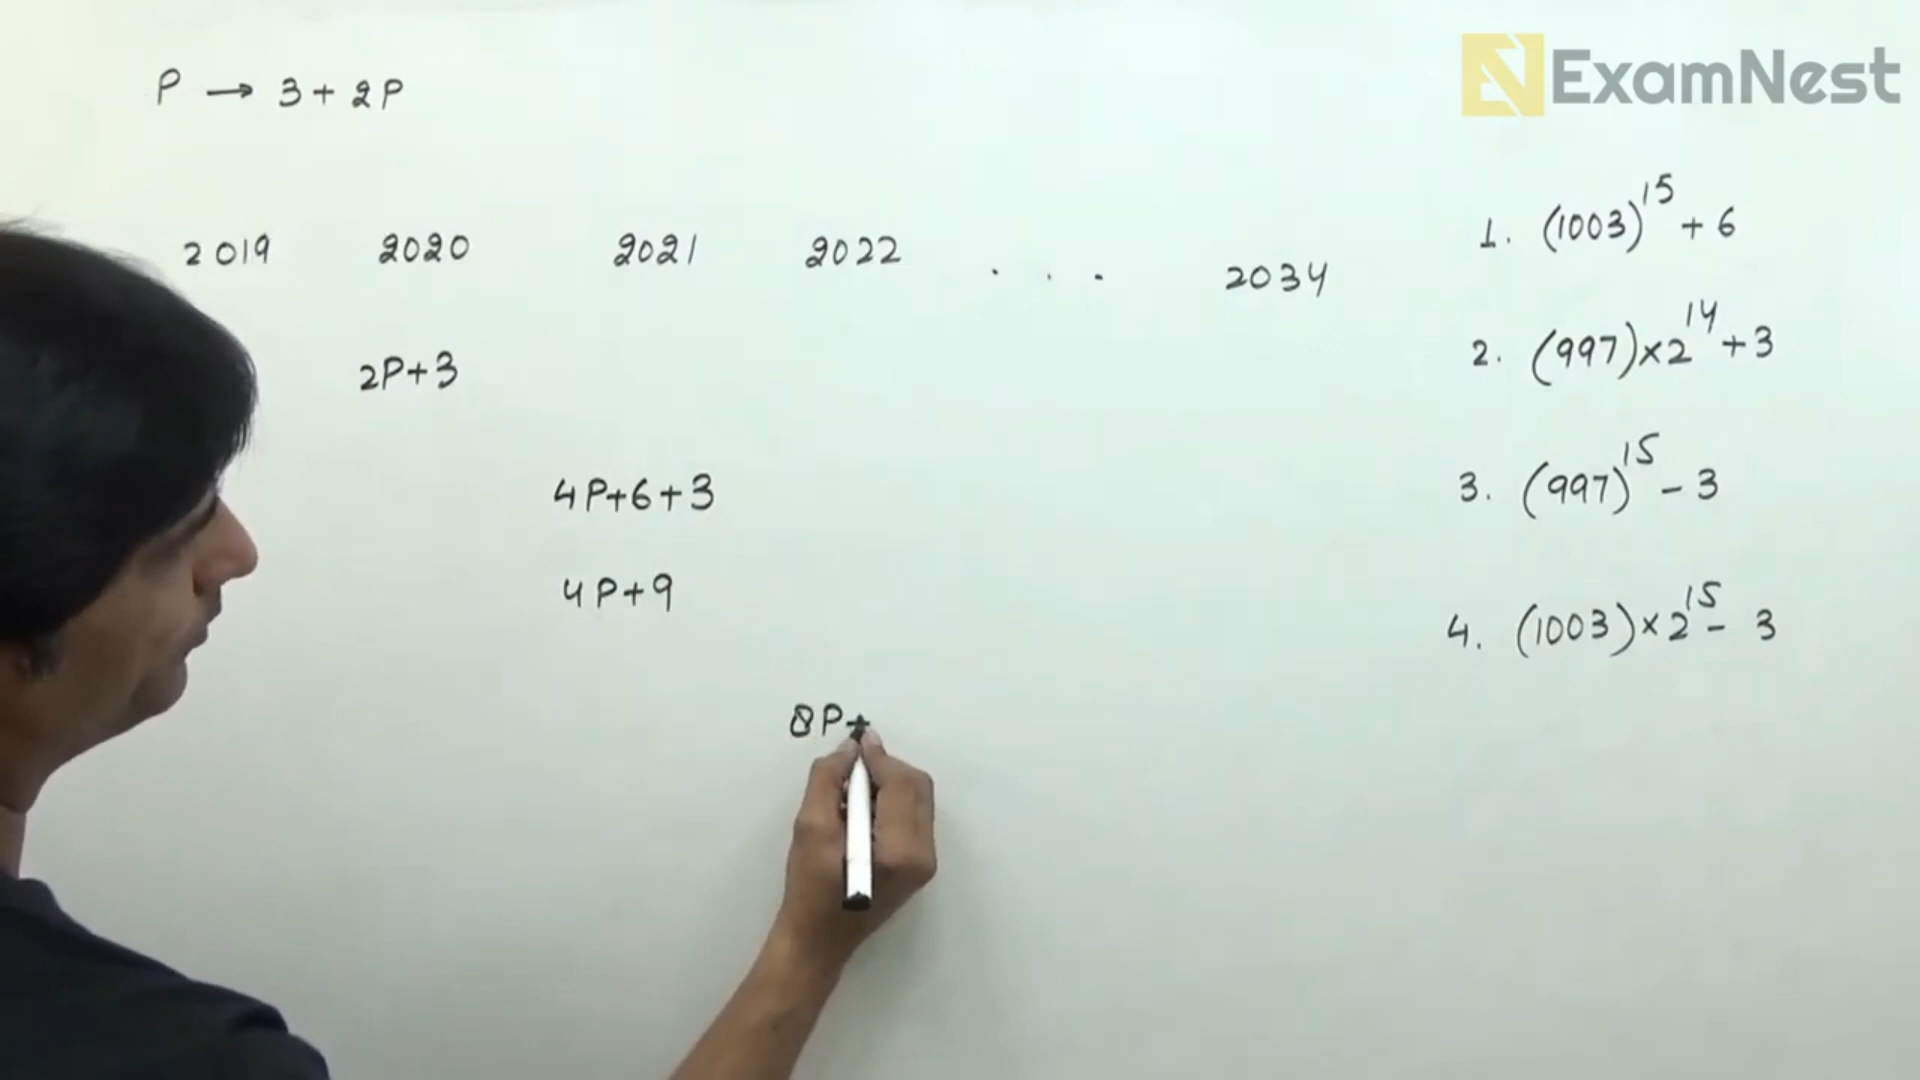 ExamNest
P → 3 + 2P
2019 2020 2021 2022 . . . 2034
2P+3
4P+6+3
4P+9
8P+
1. (1003)^15 + 6
2. (997)×2^14 + 3
3. (997)^15 - 3
4. (1003)×2^15 - 3